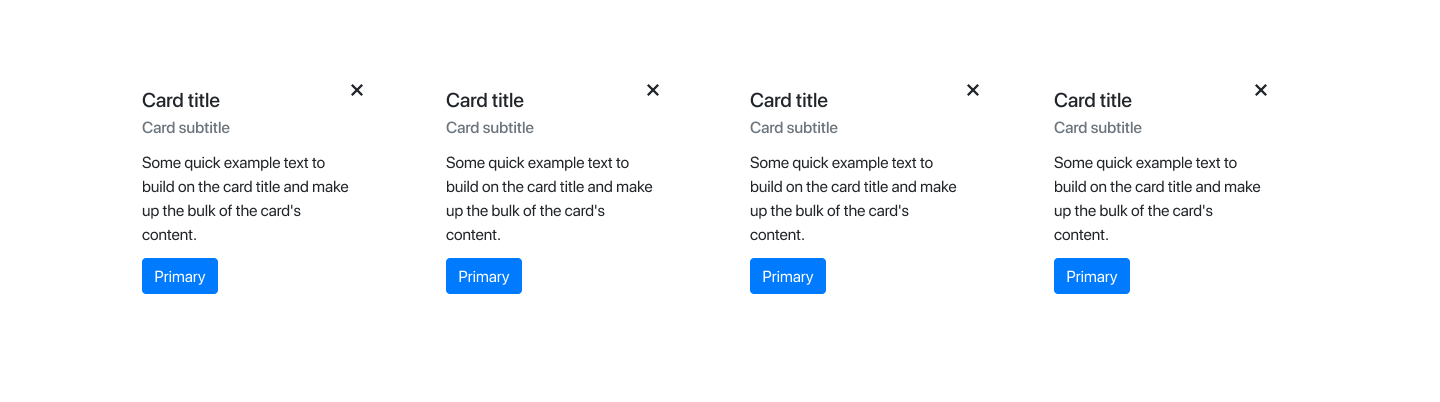 Card title
Card subtitle
Some quick example text to
build on the card title and make
up the bulk of the card's
content.
Primary
Card title
Card subtitle
Some quick example text to
build on the card title and make
up the bulk of the card's
content.
Primary
Card title
Card subtitle
Some quick example text to
build on the card title and make
up the bulk of the card's
content.
Primary
Card title
Card subtitle
Some quick example text to
build on the card title and make
up the bulk of the card's
content.
Primary